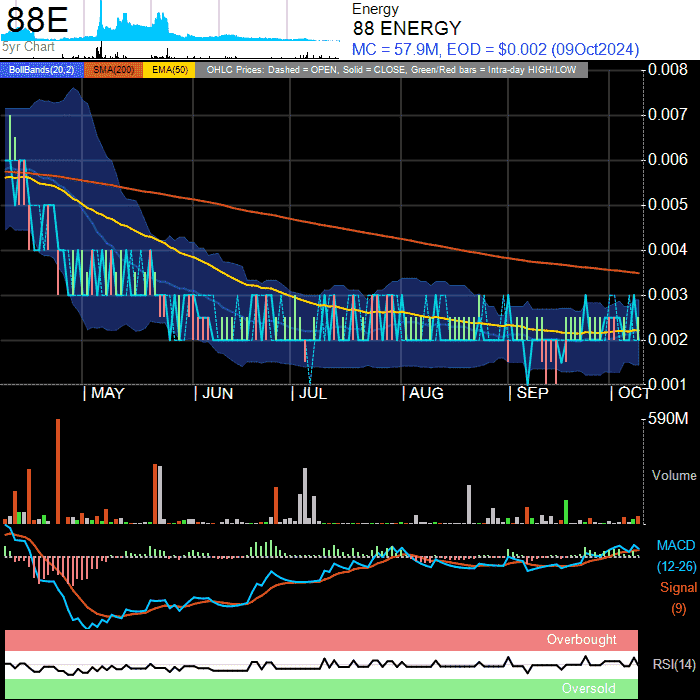 88E
5yr Chart
Energy
88 ENERGY
MC = 57.9M, EOD = $0.002 (09Oct2024)
BollBands(20,2) SMA(200) EMA(50) OHLC Prices: Dashed = OPEN, Solid = CLOSE, Green/Red bars = Intra-day HIGH/LOW
0.008
0.007
0.006
0.005
0.004
0.003
0.002
0.001
MAY JUN JUL AUG SEP OCT
590M
Volume
MACD
(12-26)
Signal
(9)
Overbought
RSI(14)
Oversold